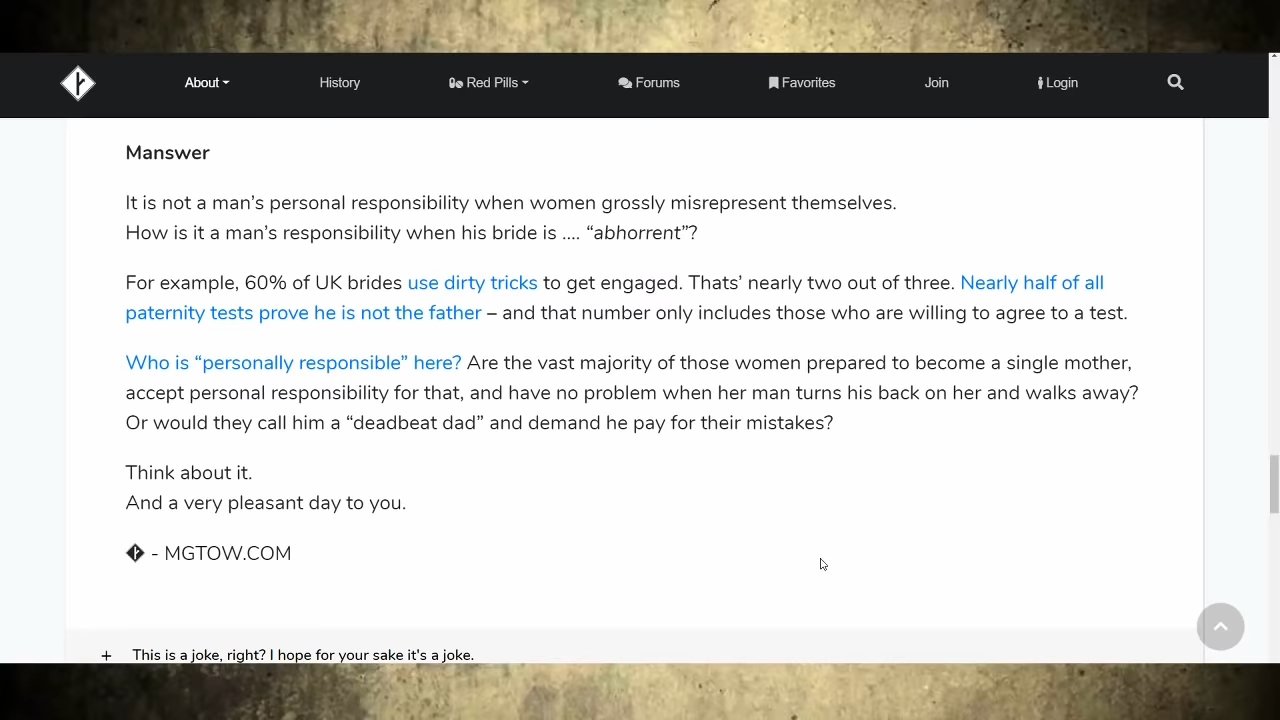 About
History
Red Pills
Forums
Favorites
Join
Login
Manswer
It is not a man's personal responsibility when women grossly misrepresent themselves.
How is it a man's responsibility when his bride is .... “abhorrent”?
For example, 60% of UK brides use dirty tricks to get engaged. Thats' nearly two out of three. Nearly half of all
paternity tests prove he is not the father – and that number only includes those who are willing to agree to a test.
Who is “personally responsible” here? Are the vast majority of those women prepared to become a single mother,
accept personal responsibility for that, and have no problem when her man turns his back on her and walks away?
Or would they call him a “deadbeat dad” and demand he pay for their mistakes?
Think about it.
And a very pleasant day to you.
- MGTOW.COM
+ This is a joke, right? I hope for your sake it's a joke.